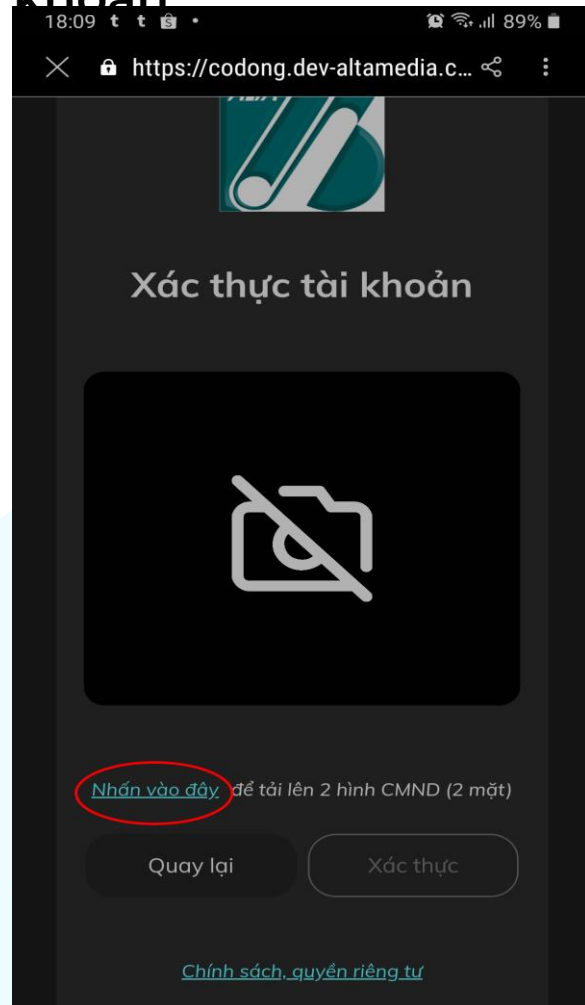 khoản
18:09 t t S •
89%
https://codong.dev-altamedia.c...
Xác thực tài khoản
Nhấn vào đây để tải lên 2 hình CMND (2 mặt)
Quay lại
Xác thực
Chính sách, quyền riêng tư